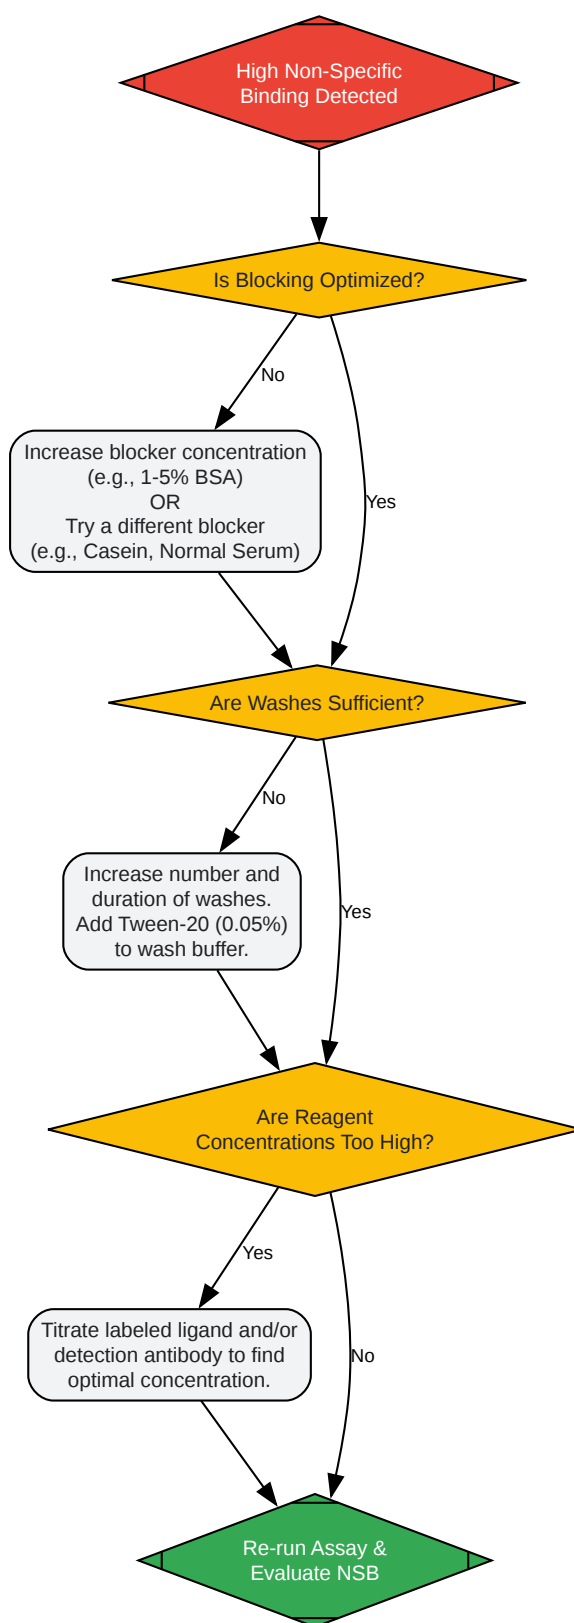 High Non-Specific
Binding Detected
Is Blocking Optimized?
No
Increase blocker concentration
(e.g., 1-5% BSA)
OR
Try a different blocker
(e.g., Casein, Normal Serum)
Yes
Are Washes Sufficient?
No
Increase number and
duration of washes.
Add Tween-20 (0.05%)
to wash buffer.
Yes
Are Reagent
Concentrations Too High?
Yes
Titrate labeled ligand and/or
detection antibody to find
optimal concentration.
No
Re-run Assay &
Evaluate NSB